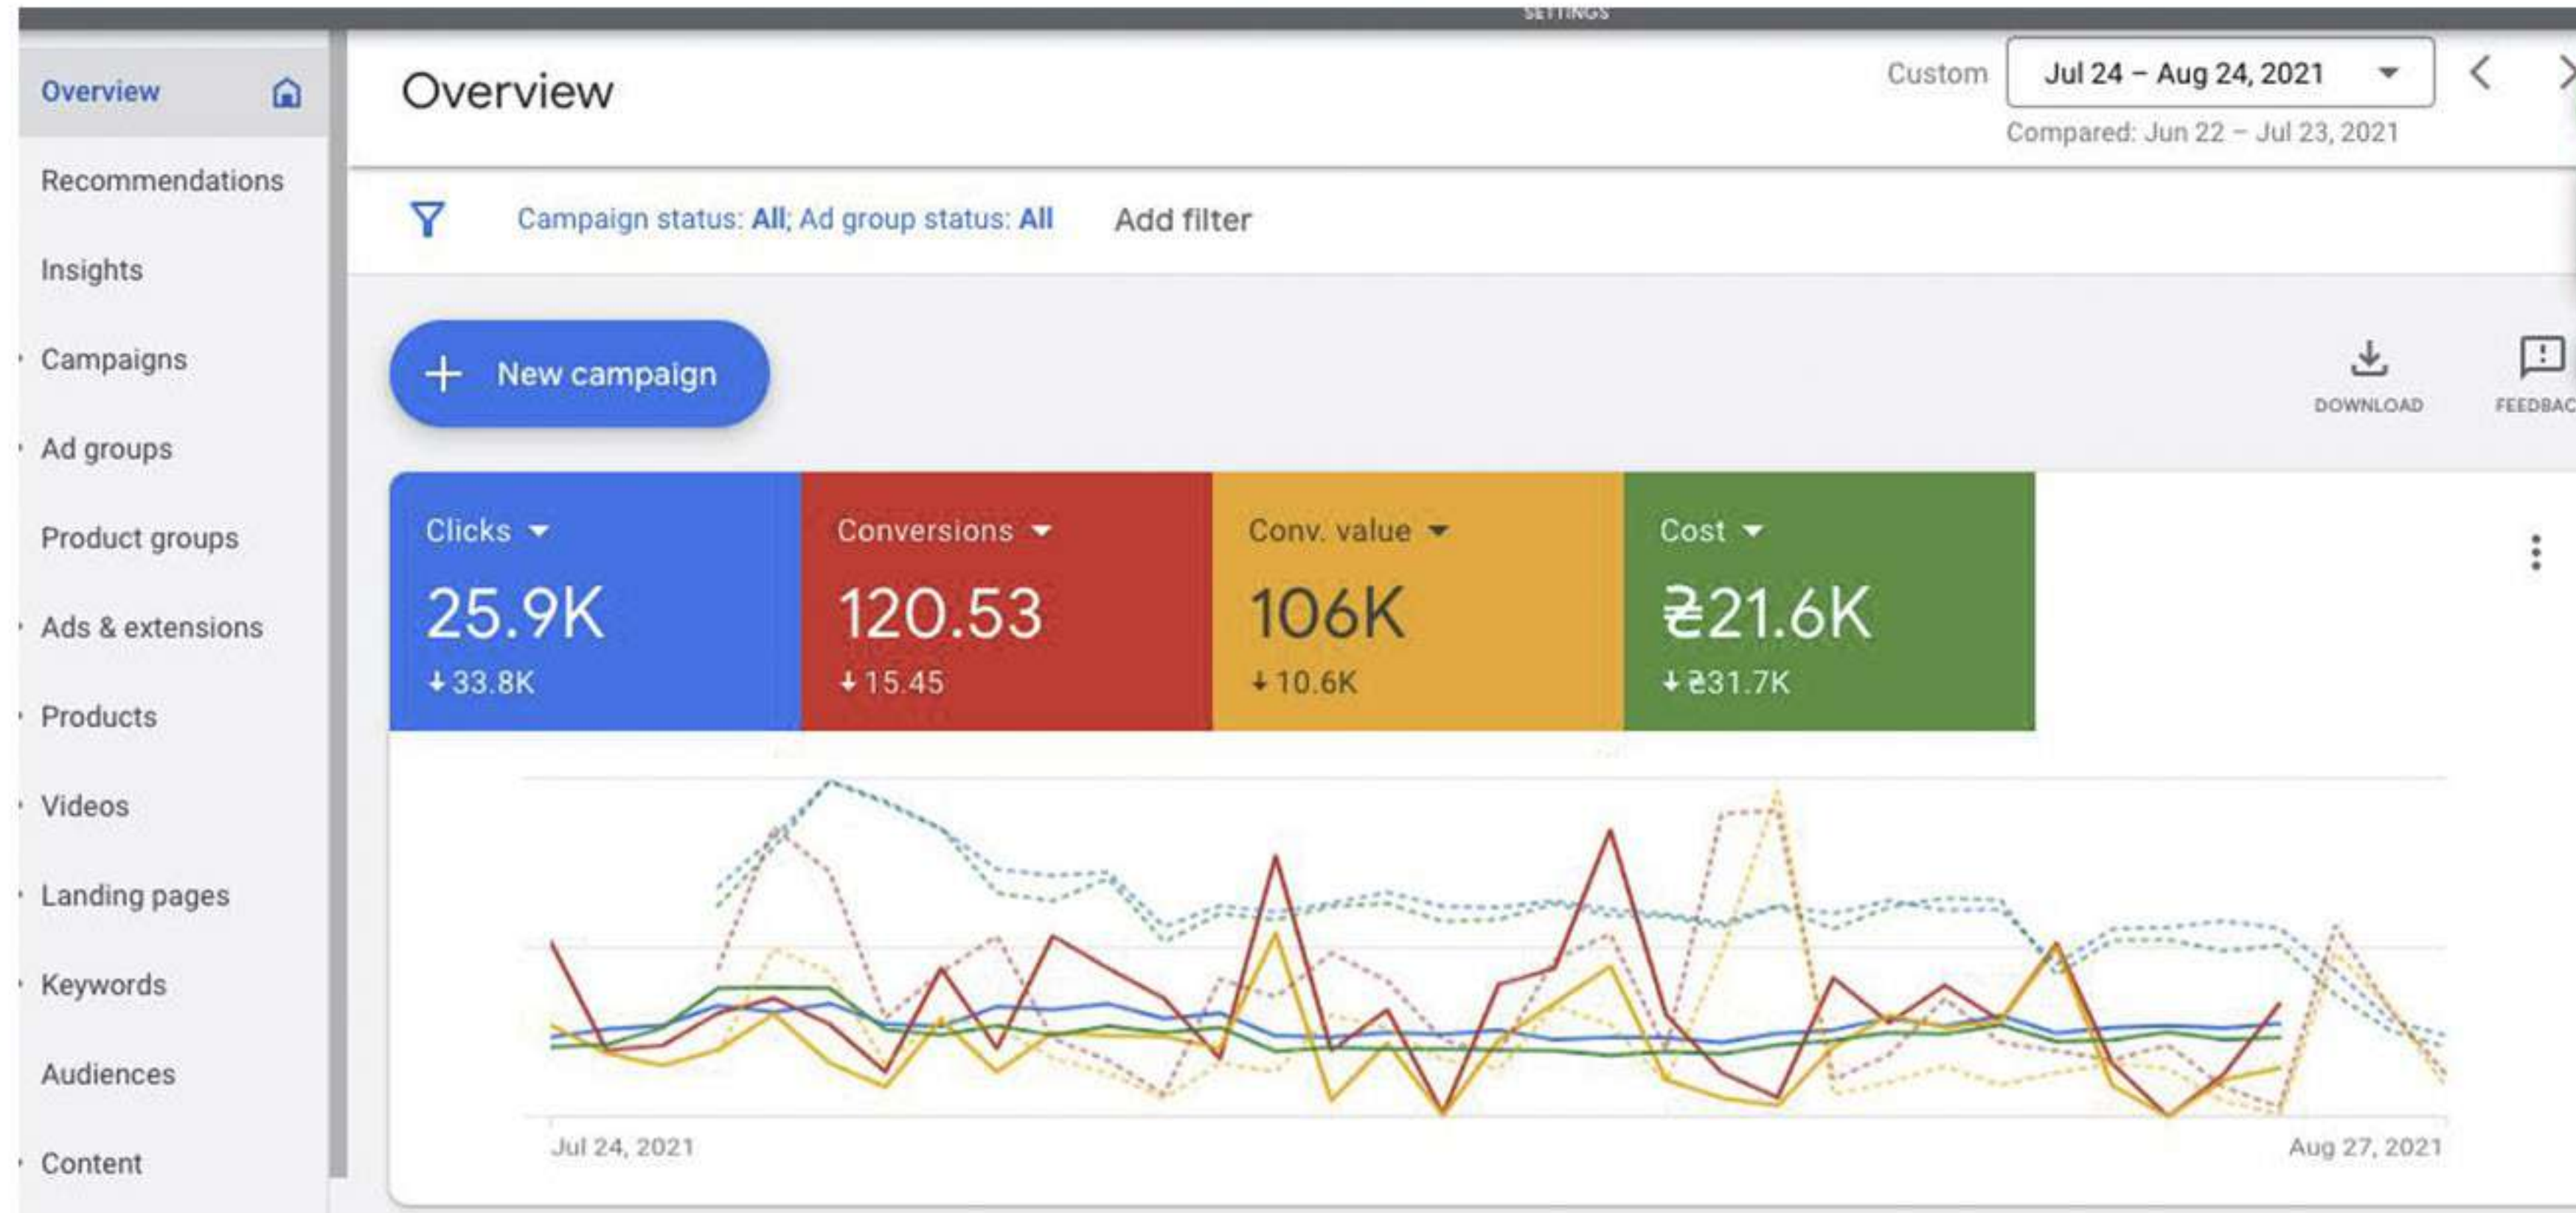 SETTINGS
Overview
Recommendations
Insights
Campaigns
Ad groups
Product groups
Ads & extensions
Products
Videos
Landing pages
Keywords
Audiences
Content
Overview
Custom
Jul 24 – Aug 24, 2021
Compared: Jun 22 – Jul 23, 2021
Campaign status: All; Ad group status: All
Add filter
New campaign
DOWNLOAD
FEEDBAC
Clicks
25.9K
↓33.8K
Conversions
120.53
↓15.45
Conv. value
106K
↓10.6K
Cost
₴21.6K
↓₴31.7K
Jul 24, 2021
Aug 27, 2021